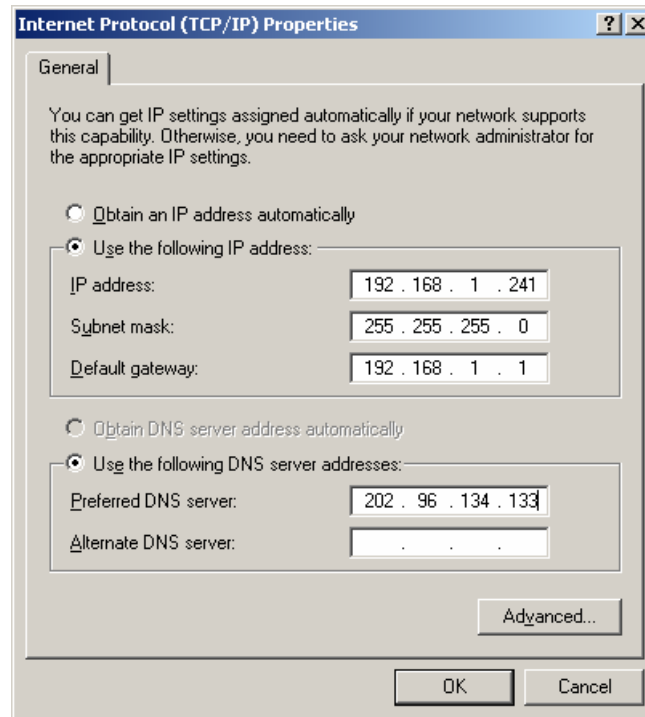 Internet Protocol (TCP/IP) Properties
General
You can get IP settings assigned automatically if your network supports
this capability. Otherwise, you need to ask your network administrator for
the appropriate IP settings.
Obtain an IP address automatically
Use the following IP address:
IP address: 192 . 168 . 1 . 241
Subnet mask: 255 . 255 . 255 . 0
Default gateway: 192 . 168 . 1 . 1
Obtain DNS server address automatically
Use the following DNS server addresses:
Preferred DNS server: 202 . 96 . 134 . 133
Alternate DNS server: . . .
Advanced...
OK Cancel